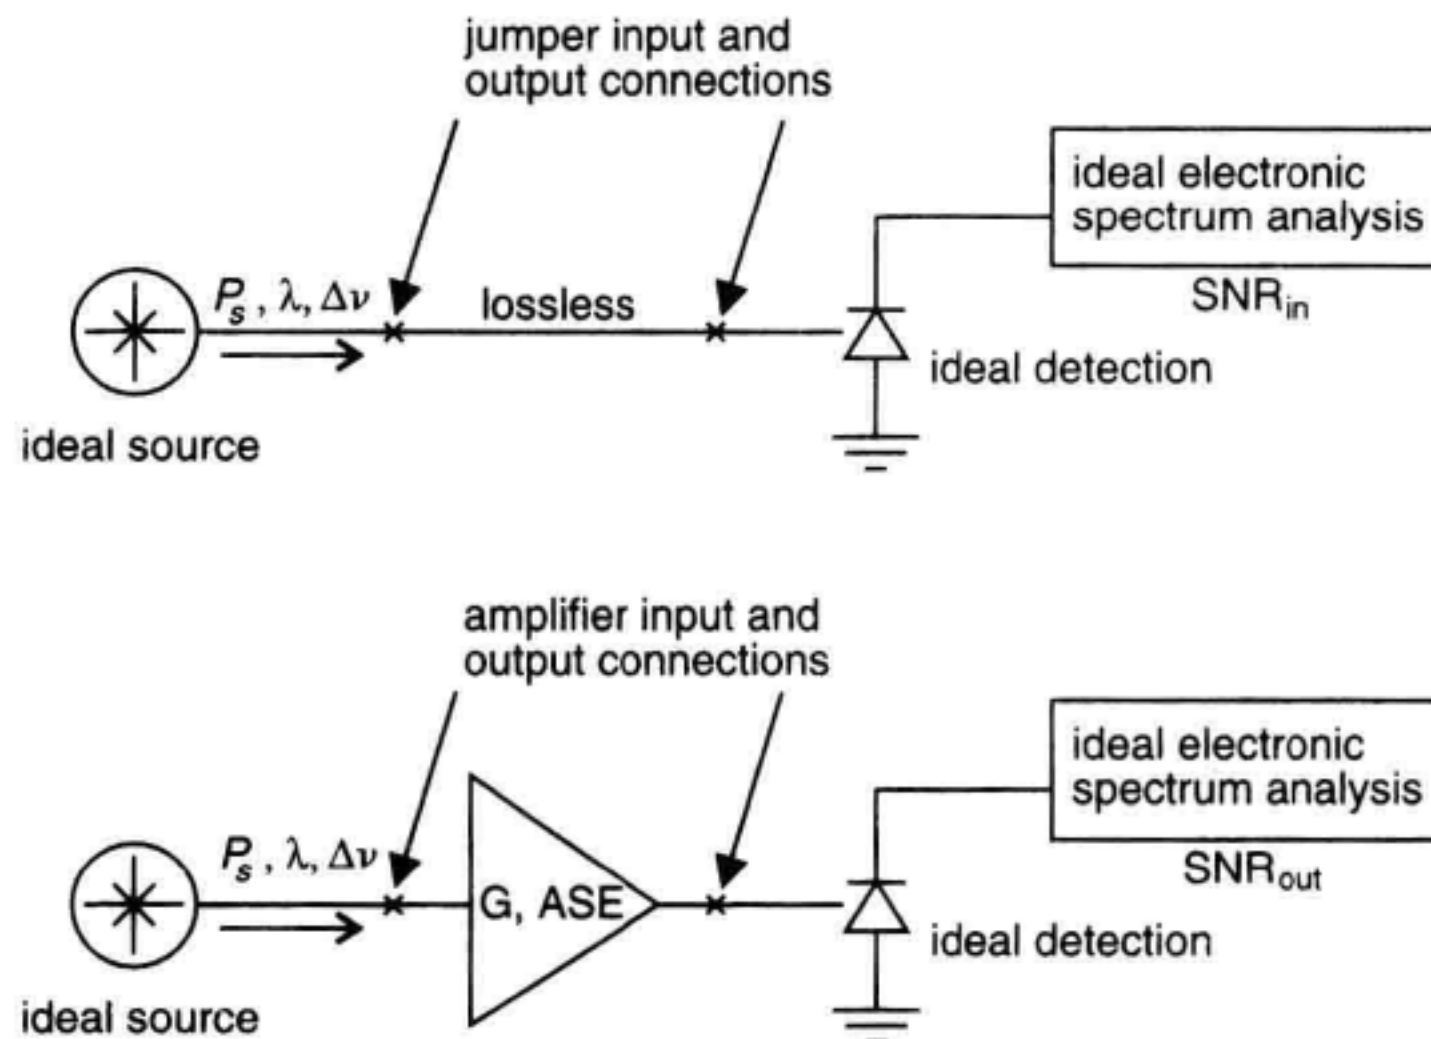 jumper input and
output connections
ideal electronic
spectrum analysis
SNRin
Ps, λ, Δν
lossless
ideal detection
ideal source
amplifier input and
output connections
ideal electronic
spectrum analysis
SNRout
Ps, λ, Δν
G, ASE
ideal detection
ideal source